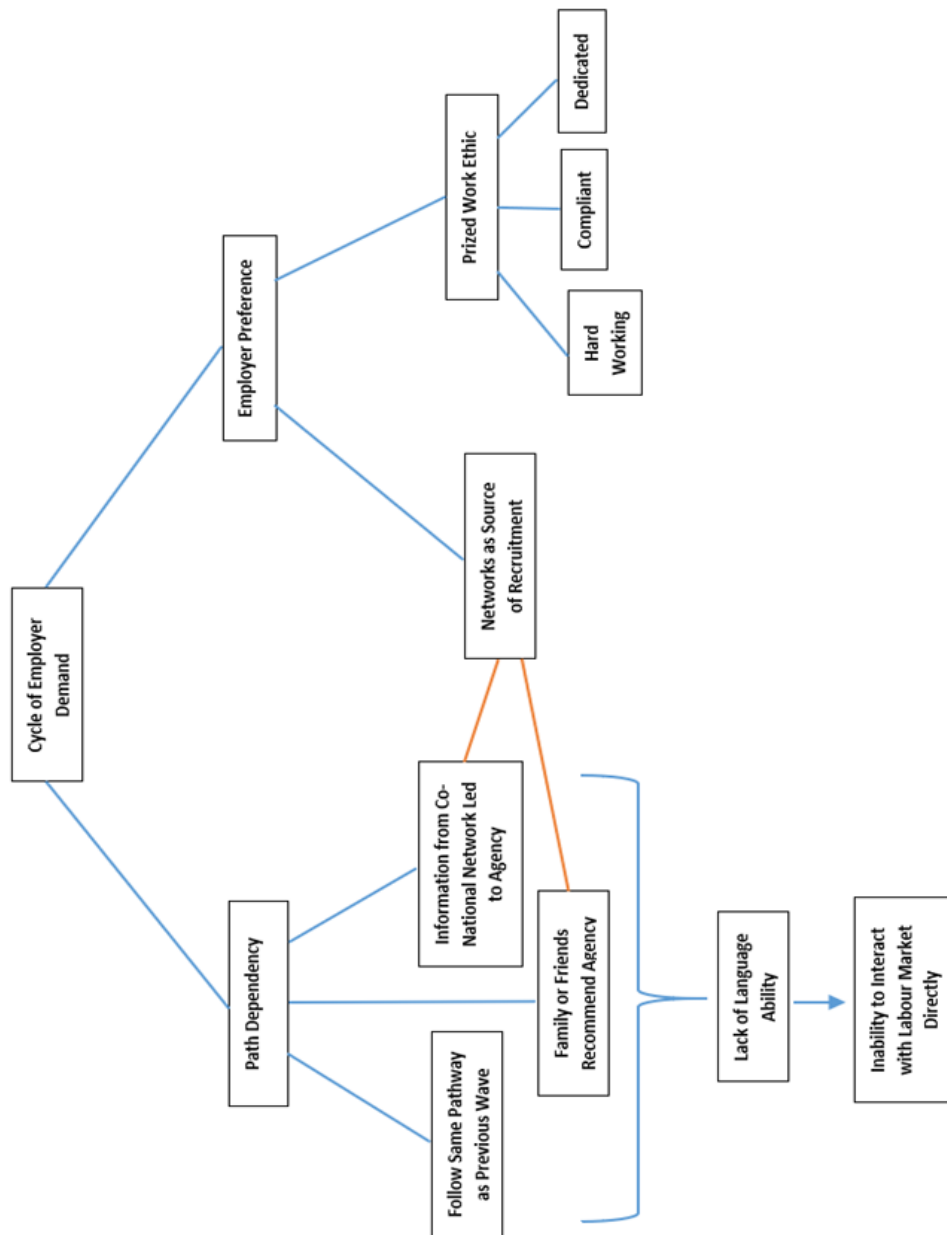 Cycle of Employer
Demand
Path Dependency
Employer Preference
Follow Same Pathway
as Previous Wave
Family or Friends
Recommend Agency
Information from Co-
National Network Led
to Agency
Networks as Source
of Recruitment
Prized Work Ethic
Hard
Working
Compliant
Dedicated
Lack of Language
Ability
Inability to Interact
with Labour Market
Directly